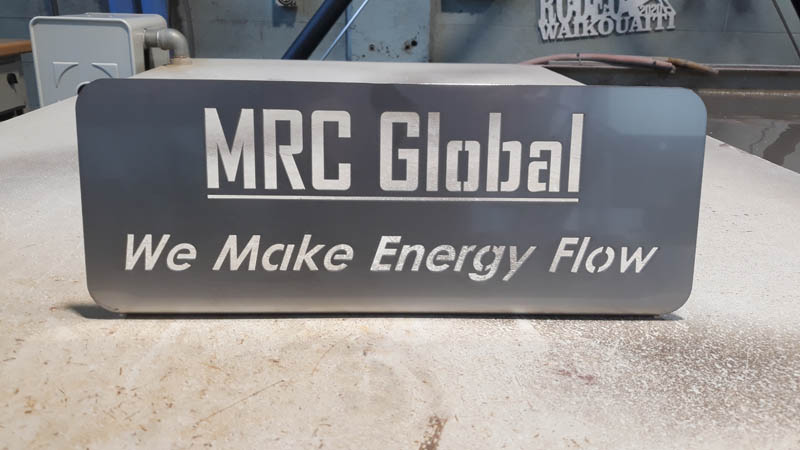 WAIKOUAITI
MRC Global
We Make Energy Flow